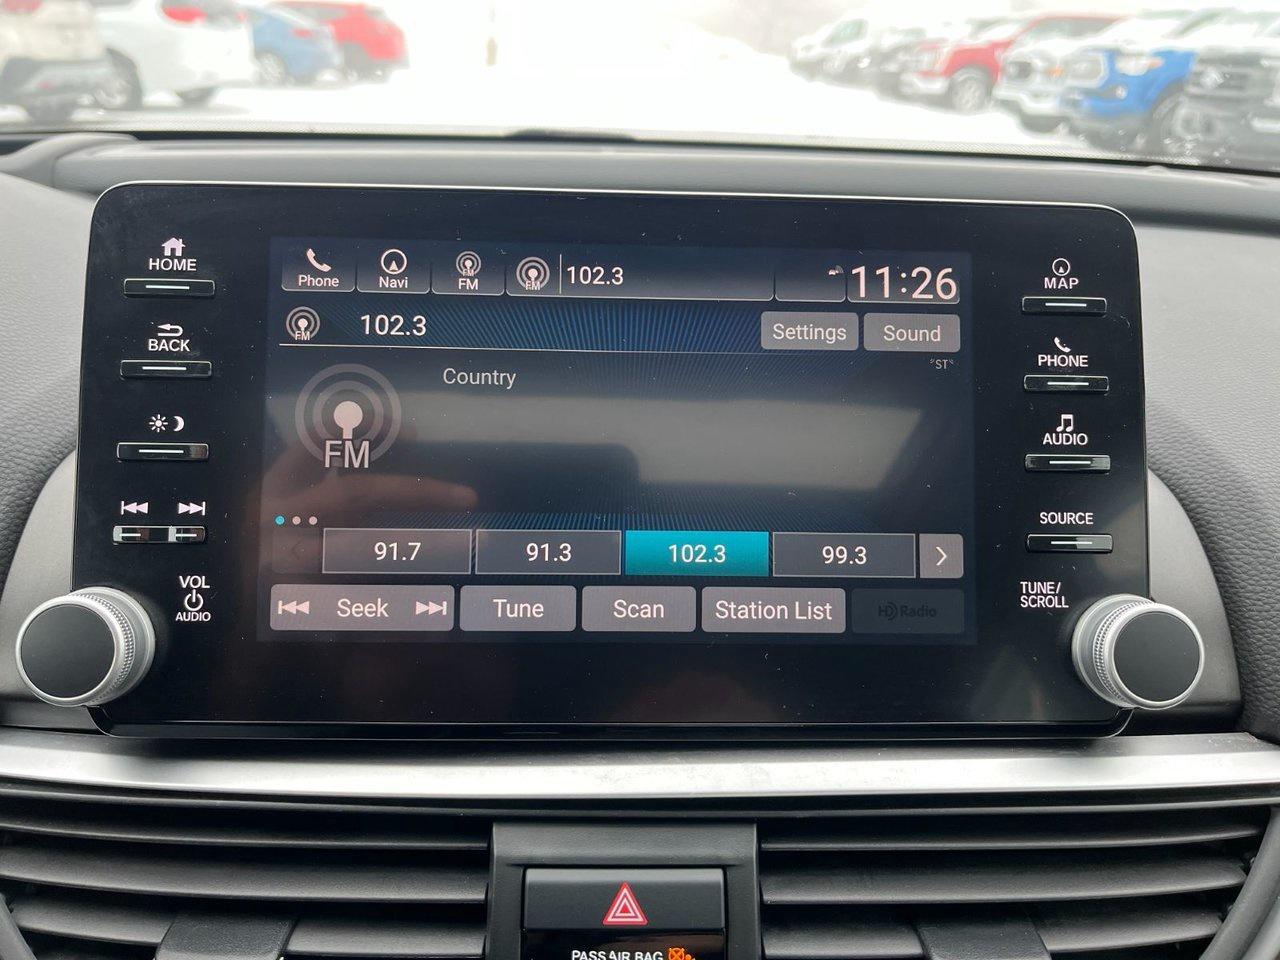 HOME
BACK
VOL
AUDIO
Phone
Navi
FM
FM
102.3
11:26
FM
102.3
Settings
Sound
"ST"
Country
FM
91.7
91.3
102.3
99.3
Seek
Tune
Scan
Station List
HD Radio
MAP
PHONE
AUDIO
SOURCE
TUNE/
SCROLL
PASS AIR BAG